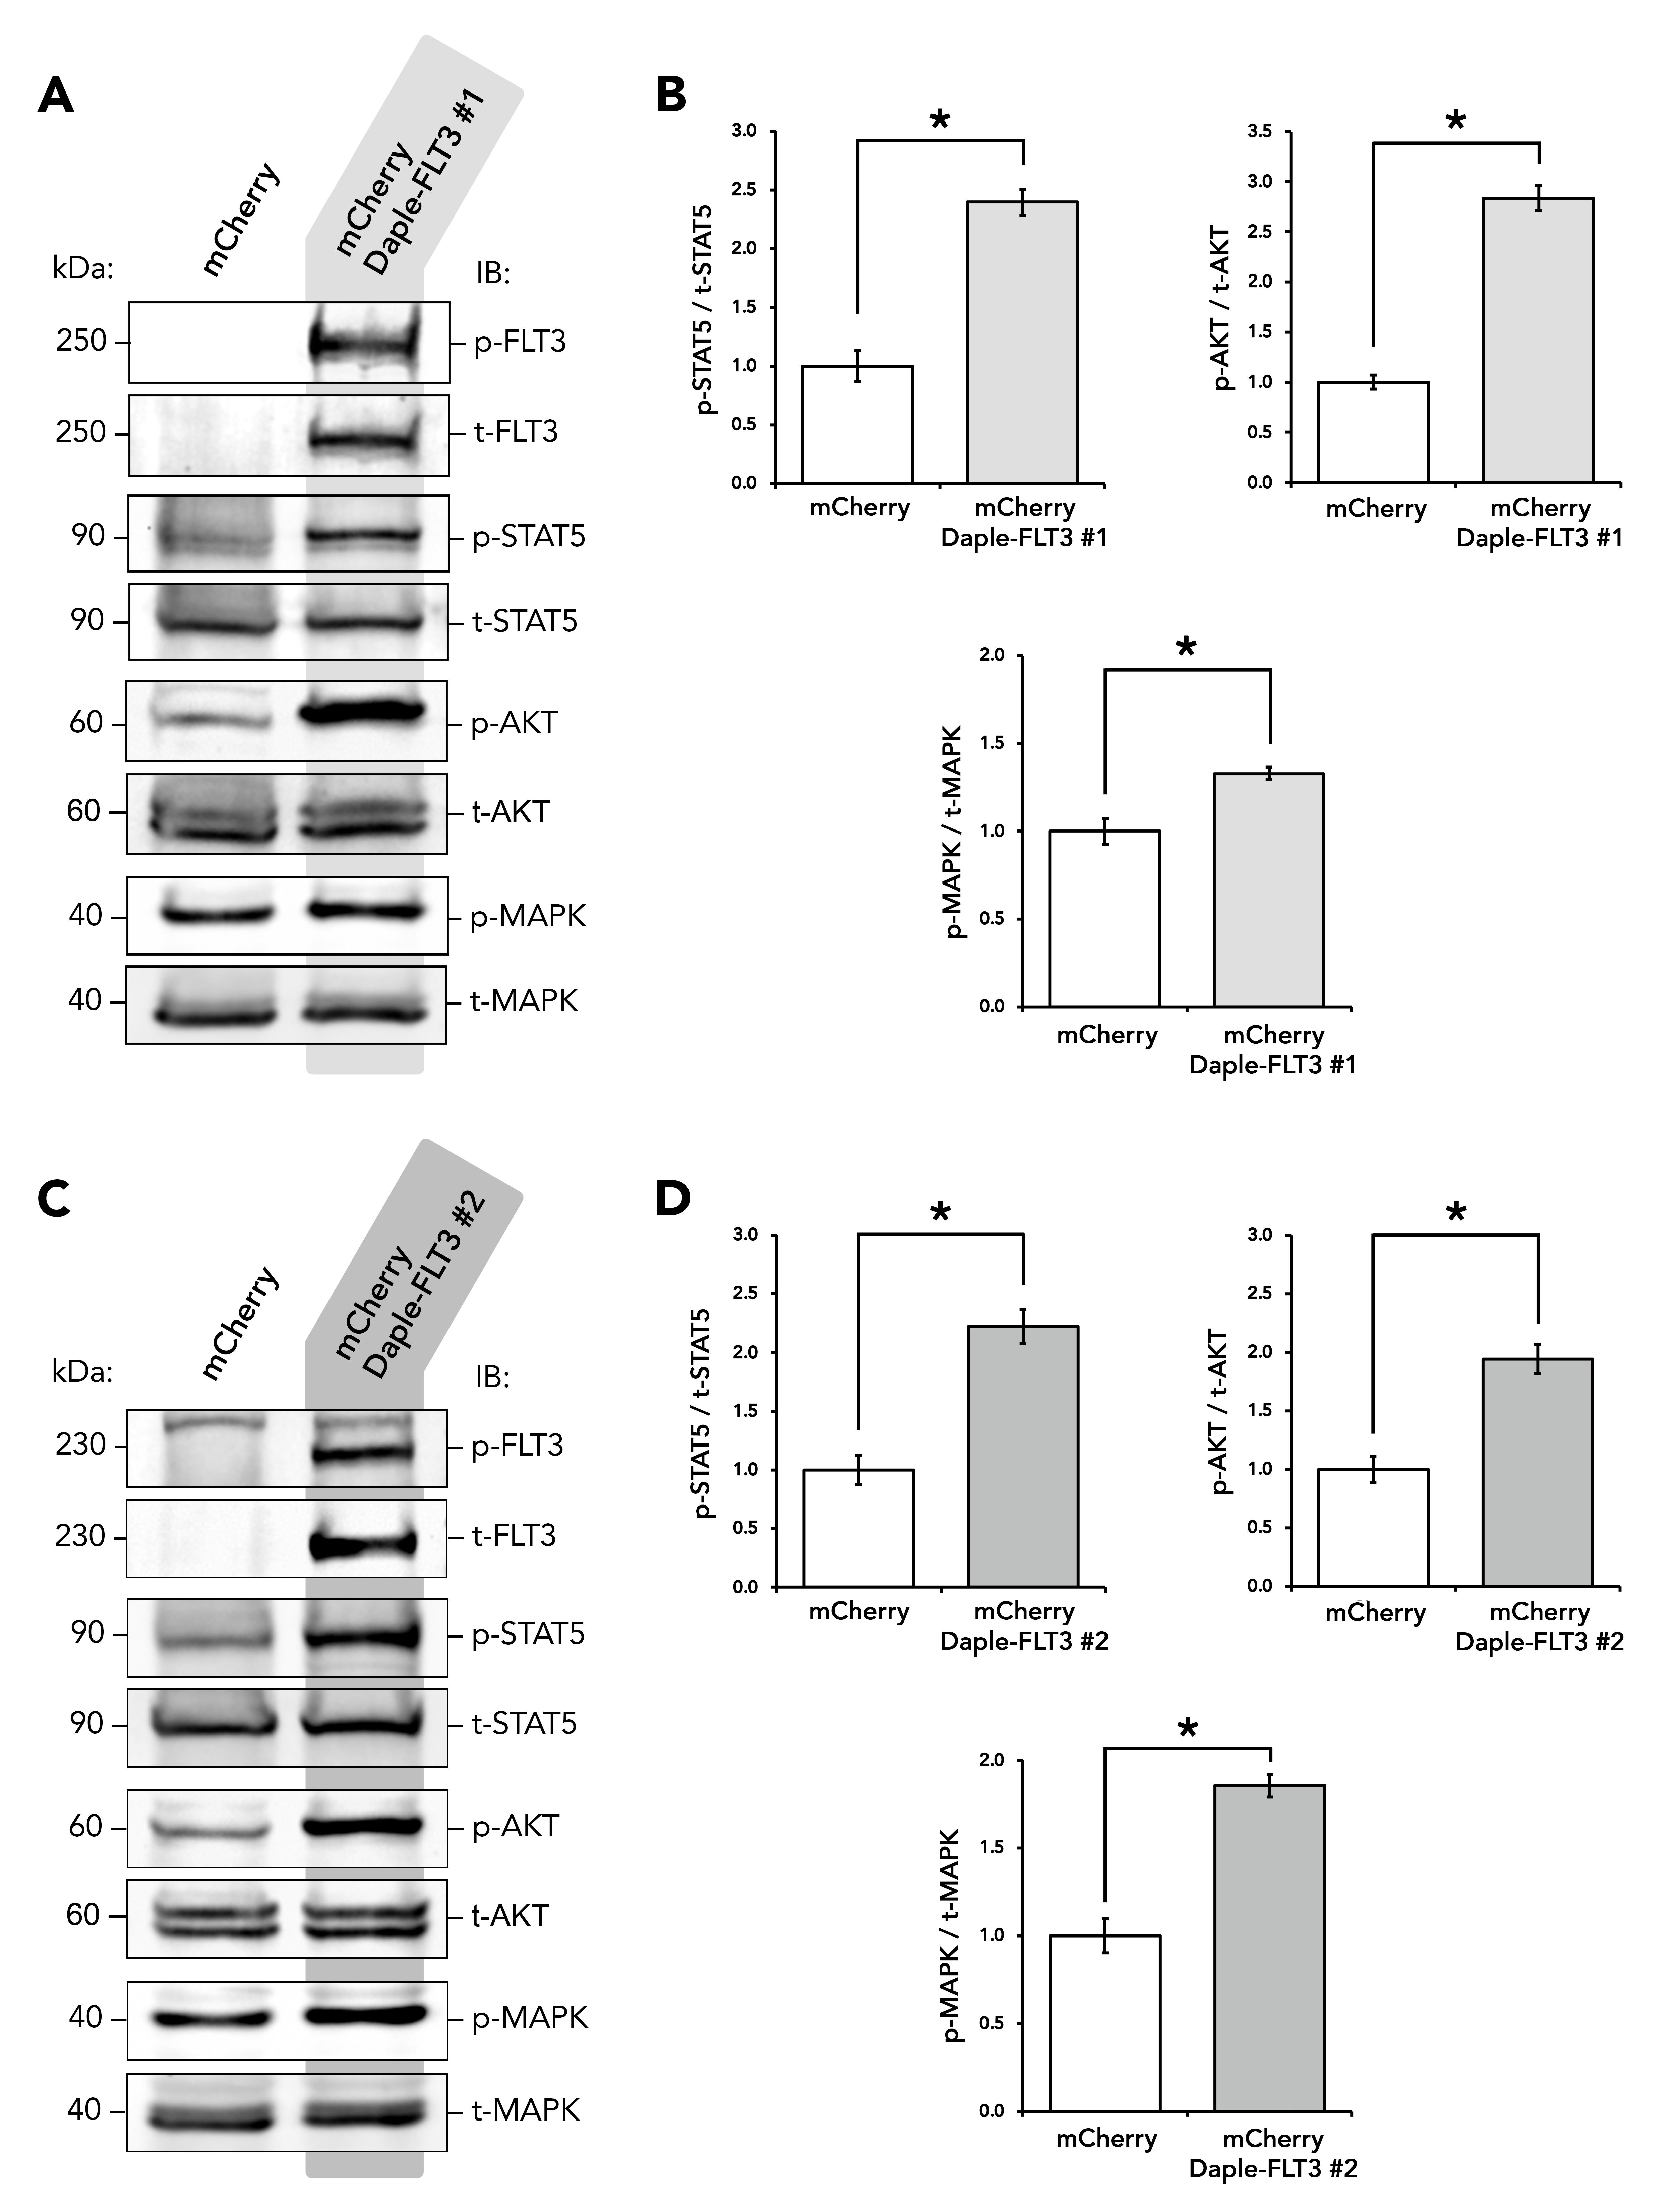 A
mCherry
mCherry
Daple-FLT3 #1
kDa:
IB:
250
p-FLT3
250
t-FLT3
90
p-STAT5
90
t-STAT5
60
p-AKT
60
t-AKT
40
p-MAPK
40
t-MAPK
B
*
3.0
2.5
2.0
1.5
1.0
0.5
0.0
p-STAT5 / t-STAT5
mCherry
mCherry
Daple-FLT3 #1
*
3.5
3.0
2.5
2.0
1.5
1.0
0.5
0.0
p-AKT / t-AKT
mCherry
mCherry
Daple-FLT3 #1
*
2.0
1.5
1.0
0.5
0.0
p-MAPK / t-MAPK
mCherry
mCherry
Daple-FLT3 #1
C
mCherry
mCherry
Daple-FLT3 #2
kDa:
IB:
230
p-FLT3
230
t-FLT3
90
p-STAT5
90
t-STAT5
60
p-AKT
60
t-AKT
40
p-MAPK
40
t-MAPK
D
*
3.0
2.5
2.0
1.5
1.0
0.5
0.0
p-STAT5 / t-STAT5
mCherry
mCherry
Daple-FLT3 #2
*
3.0
2.5
2.0
1.5
1.0
0.5
0.0
p-AKT / t-AKT
mCherry
mCherry
Daple-FLT3 #2
*
2.0
1.5
1.0
0.5
0.0
p-MAPK / t-MAPK
mCherry
mCherry
Daple-FLT3 #2